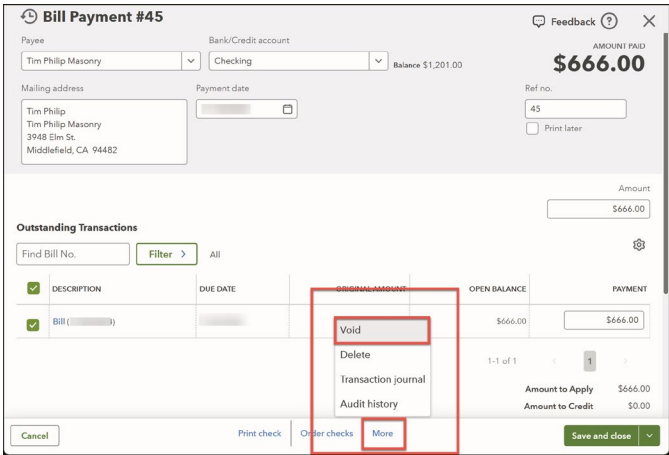 Bill Payment #45
Feedback
AMOUNT PAID
$666.00
Payee
Bank/Credit account
Tim Philip Masonry
Checking
Balance $1,201.00
Mailing address
Payment date
Ref no.
Tim Philip
Tim Philip Masonry
3948 Elm St.
Middlefield, CA 94482
45
Print later
Amount
$666.00
Outstanding Transactions
Find Bill No.
Filter >
All
DESCRIPTION DUE DATE ORIGINAL AMOUNT OPEN BALANCE PAYMENT
Bill ( ) $666.00 $666.00
Void
Delete
Transaction journal
Audit history
1-1 of 1 < 1 >
Amount to Apply $666.00
Amount to Credit $0.00
Cancel Print check Order checks More Save and close